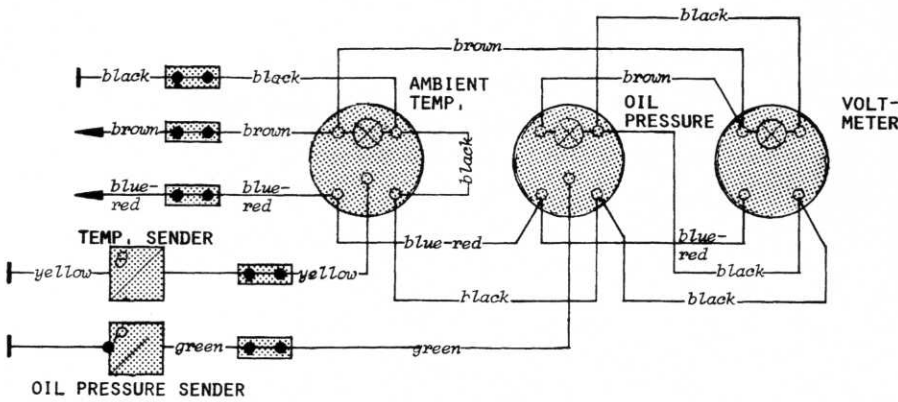 black
brown
black
black
AMBIENT
TEMP.
brown
OIL
PRESSURE
VOLT-
METER
brown
brown
black
blue-
red
blue-
red
TEMP. SENDER
blue-red
blue-
red
yellow
yellow
black
black
black
green
green
OIL PRESSURE SENDER